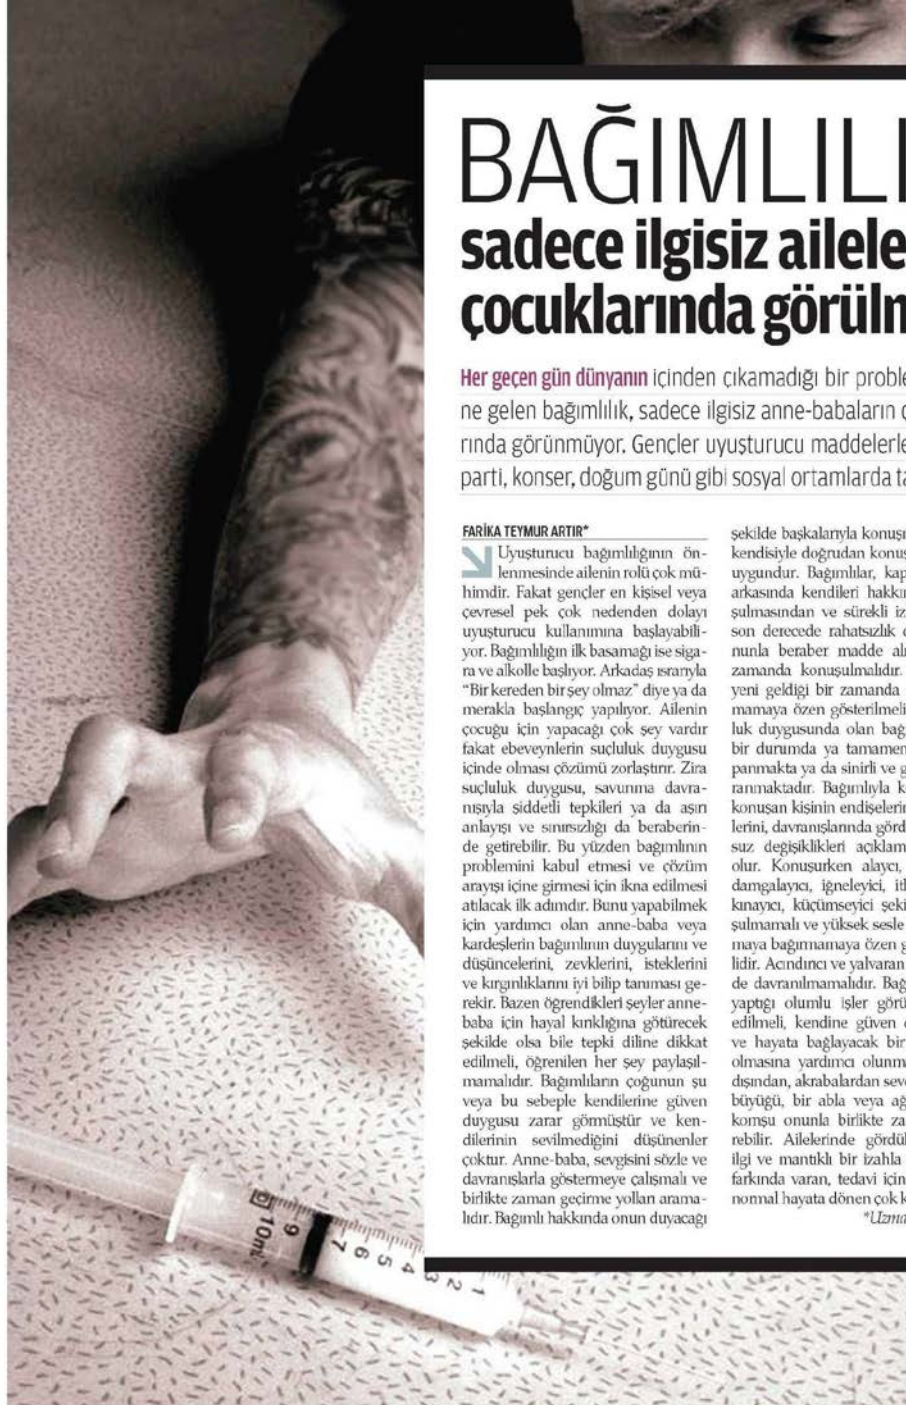 BAĞIMLILI
sadece ilgisiz ailele
çocuklarında görüln
Her geçen gün dünyanın içinden çıkamadığı bir proble
ne gelen bağımlılık, sadece ilgisiz anne-babaların ç
rında görünmüyor. Gençler uyuşturucu maddelerle
parti, konser, doğum günü gibi sosyal ortamlarda ta
FARİKA TEYMUR ARTIR*
Uyuşturucu bağımlılığının ön-
lenmesinde ailenin rolü çok mü-
himdir. Fakat gençler en kişisel veya
çevresel pek çok nedenden dolayı
uyuşturucu kullanımına başlayabili-
yor. Bağımlılığın ilk basamağı ise siga-
ra ve alkolle başlıyor. Arkadaş ısrarıyla
“Bir kereden bir şey olmaz” diye ya da
merakla başlangıç yapılıyor. Ailenin
çocuğu için yapacağı çok şey vardır
fakat ebeveynlerin suçluluk duygusu
içinde olması çözümü zorlaştırır. Zira
suçluluk duygusu, savunma davra-
nışıyla şiddetli tepkileri ya da aşırı
anlayışı ve sınırsızlığı da beraberin-
de getirebilir. Bu yüzden bağımlının
problemini kabul etmesi ve çözüm
arayışı içine girmesi için ikna edilmesi
atılacak ilk adımdır. Bunu yapabilmek
için yardımcı olan anne-baba veya
kardeşlerin bağımlının duygularını ve
düşüncelerini, zevklerini, isteklerini
ve kırgınlıklarını iyi bilip tanıması ge-
rekir. Bazen öğrendikleri şeyler anne-
baba için hayal kırıklığına götürecek
şekilde olsa bile tepki diline dikkat
edilmeli, öğrenilen her şey paylaşıl-
mamalıdır. Bağımlıların çoğunun şu
veya bu sebeple kendilerine güven
duygusu zarar görmüştür ve ken-
dilerinin sevilmediğini düşünenler
çoktur. Anne-baba, sevgisini sözle ve
davranışlarla göstermeye çalışmalı ve
birlikte zaman geçirme yolları arama-
lıdır. Bağımlı hakkında onun duyacağı
şekilde başkalarıyla konuşı
kendisiyle doğrudan konuş
uygundur. Bağımlılar, kap
arkasında kendileri hakkın
şulmasından ve sürekli iz
son derecede rahatsızlık d
nunla beraber madde alı
zamanda konuşulmalıdır.
yeni geldiği bir zamanda
mamaya özen gösterilmeli
luk duygusunda olan bağ
bir durumda ya tamamen
panmakta ya da sinirli ve g
ranmaktadır. Bağımlıyla k
konuşan kişinin endişelerin
lerini, davranışlarında görd
suz değişiklikleri açıklam
olur. Konuşurken alaycı,
damgalayıcı, iğneleyici, itl
kınayıcı, küçümseyici şeki
şulmamalı ve yüksek sesle
maya bağırmamaya özen g
lidir. Acındırıcı ve yalvaran
de davranılmamalıdır. Bağ
yaptığı olumlu işler görü
edilmeli, kendine güven d
ve hayata bağlayacak bir
olmasına yardımcı olunm
dışından, akrabalardan seve
büyüğü, bir abla veya ağ
komşu onunla birlikte za
rebilir. Ailelerinde gördül
ilgi ve mantıklı bir izahla
farkında varan, tedavi için
normal hayata dönen çok k
*Uzma
10ml 9 7 6 5 4 3 2 1